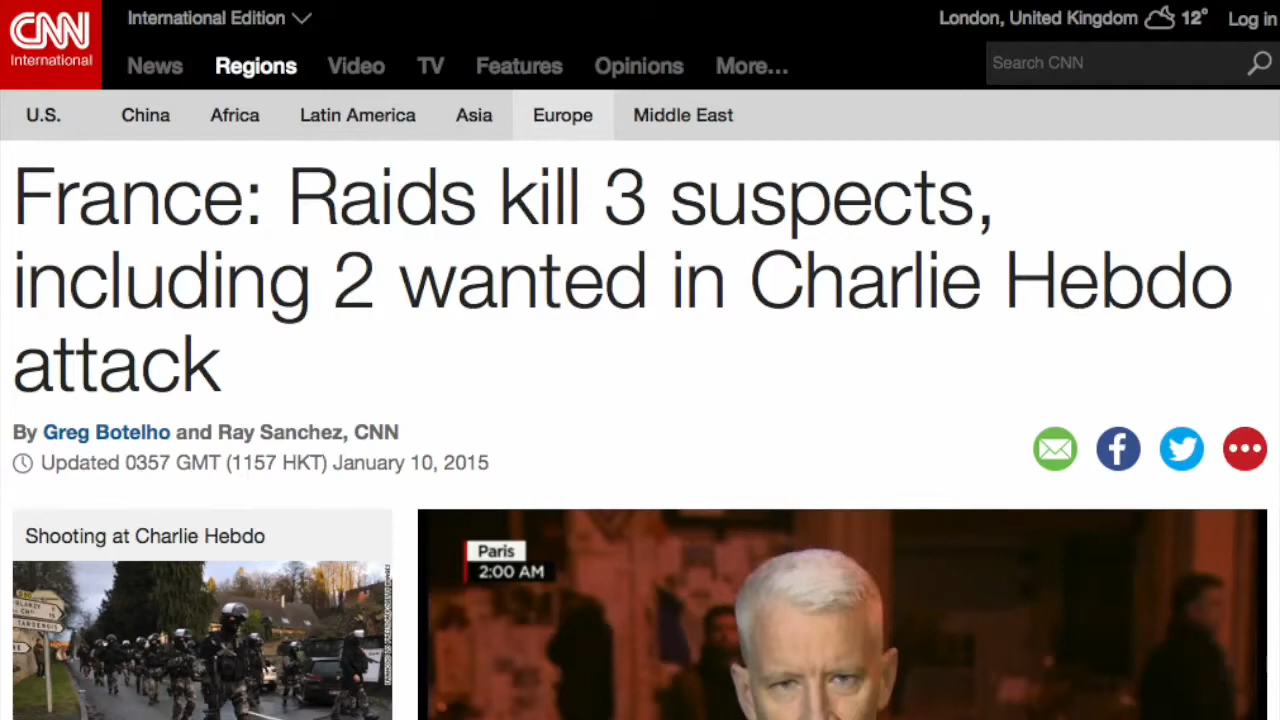 CNN
International
International Edition
London, United Kingdom 12°
Log in
News Regions Video TV Features Opinions More...
Search CNN
U.S. China Africa Latin America Asia Europe Middle East
France: Raids kill 3 suspects,
including 2 wanted in Charlie Hebdo
attack
By Greg Botelho and Ray Sanchez, CNN
Updated 0357 GMT (1157 HKT) January 10, 2015
Shooting at Charlie Hebdo
Paris
2:00 AM